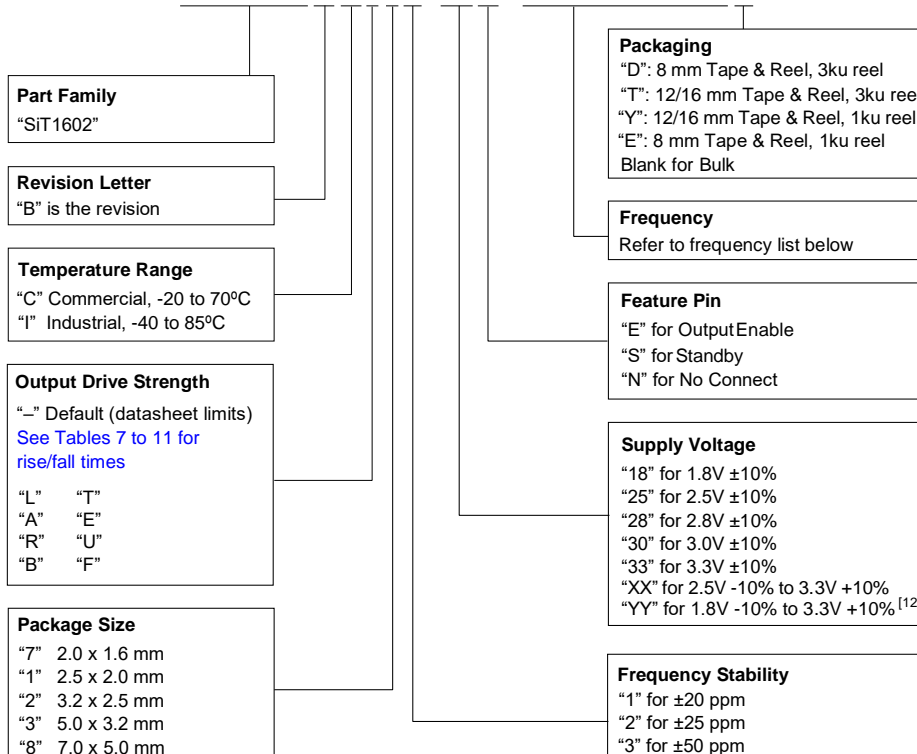 Part Family
“SiT1602”
Revision Letter
“B” is the revision
Temperature Range
“C” Commercial, -20 to 70ºC
“I” Industrial, -40 to 85ºC
Output Drive Strength
“–” Default (datasheet limits)
See Tables 7 to 11 for
rise/fall times
“L” “T”
“A” “E”
“R” “U”
“B” “F”
Package Size
“7” 2.0 x 1.6 mm
“1” 2.5 x 2.0 mm
“2” 3.2 x 2.5 mm
“3” 5.0 x 3.2 mm
“8” 7.0 x 5.0 mm
Packaging
“D”: 8 mm Tape & Reel, 3ku reel
“T”: 12/16 mm Tape & Reel, 3ku ree
“Y”: 12/16 mm Tape & Reel, 1ku reel
“E”: 8 mm Tape & Reel, 1ku reel
Blank for Bulk
Frequency
Refer to frequency list below
Feature Pin
“E” for Output Enable
“S” for Standby
“N” for No Connect
Supply Voltage
“18” for 1.8V ±10%
“25” for 2.5V ±10%
“28” for 2.8V ±10%
“30” for 3.0V ±10%
“33” for 3.3V ±10%
“XX” for 2.5V -10% to 3.3V +10%
“YY” for 1.8V -10% to 3.3V +10% [12
Frequency Stability
“1” for ±20 ppm
“2” for ±25 ppm
“3” for ±50 ppm